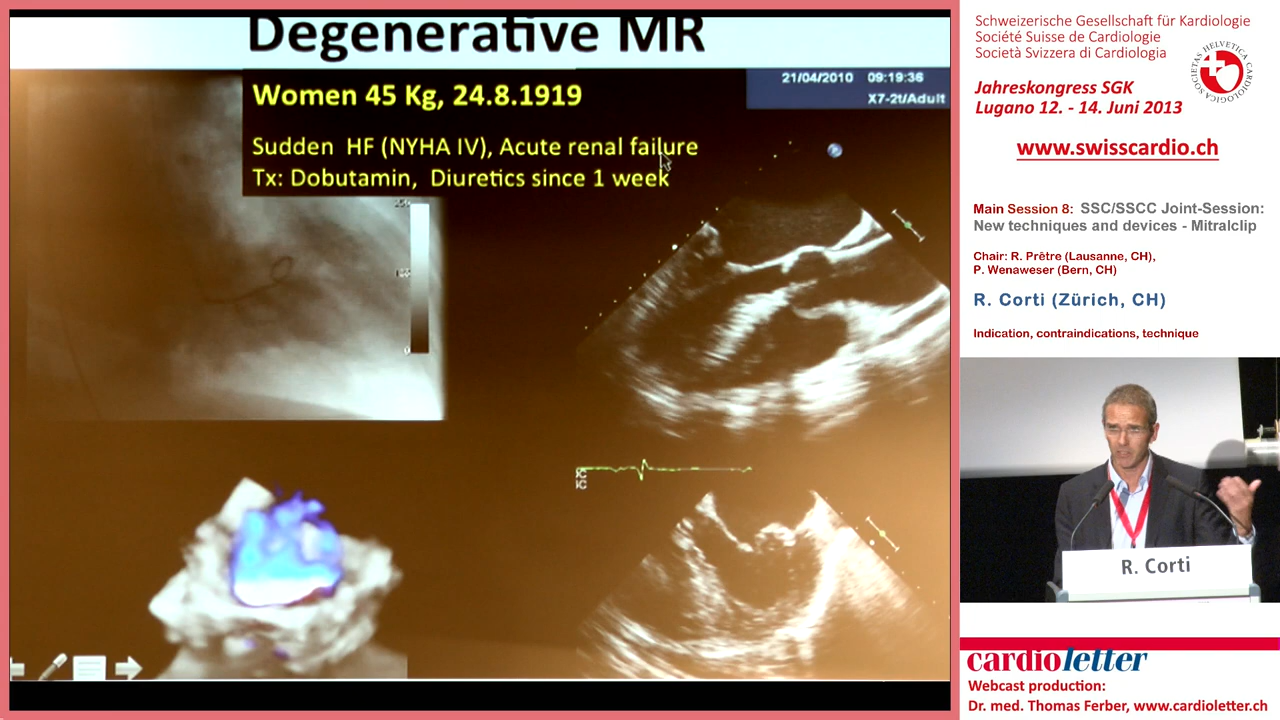 Degenerative MR
Women 45 Kg, 24.8.1919
Sudden HF (NYHA IV), Acute renal failure
Tx: Dobutamin, Diuretics since 1 week
21/04/2010 09:19:36
X7-2t/Adult
Schweizerische Gesellschaft für Kardiologie
Société Suisse de Cardiologie
Società Svizzera di Cardiologia
SOCIETAS HELVETICA CARDIOLOGICA
Jahreskongress SGK
Lugano 12. - 14. Juni 2013
www.swisscardio.ch
Main Session 8: SSC/SSCC Joint-Session:
New techniques and devices - Mitralclip
Chair: R. Prêtre (Lausanne, CH),
P. Wenaweser (Bern, CH)
R. Corti (Zürich, CH)
Indication, contraindications, technique
R. Corti
cardioletter
Webcast production:
Dr. med. Thomas Ferber, www.cardioletter.ch